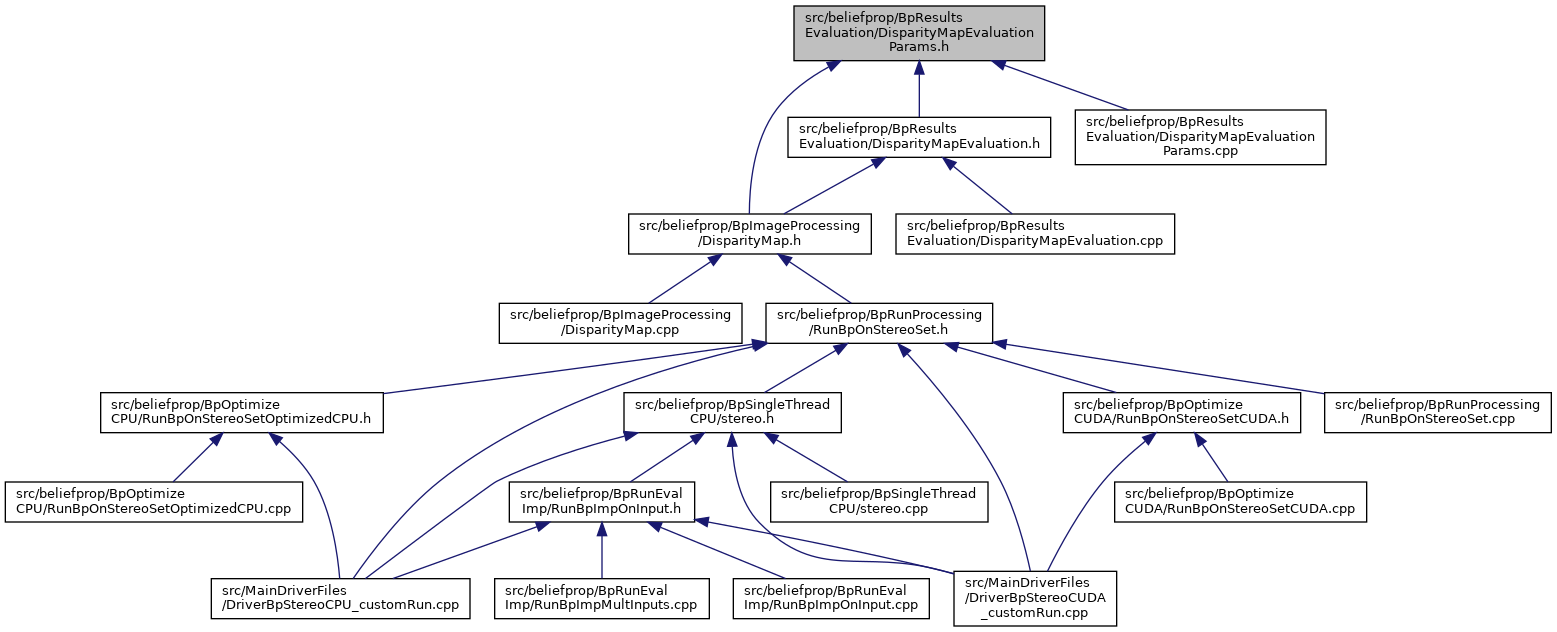 src/beliefprop/BpResults
Evaluation/DisparityMapEvaluation
Params.h
src/beliefprop/BpResults
Evaluation/DisparityMapEvaluation.h
src/beliefprop/BpResults
Evaluation/DisparityMapEvaluation
Params.cpp
src/beliefprop/BpImageProcessing
/DisparityMap.h
src/beliefprop/BpResults
Evaluation/DisparityMapEvaluation.cpp
src/beliefprop/BpImageProcessing
/DisparityMap.cpp
src/beliefprop/BpRunProcessing
/RunBpOnStereoSet.h
src/beliefprop/BpOptimize
CPU/RunBpOnStereoSetOptimizedCPU.h
src/beliefprop/BpSingleThread
CPU/stereo.h
src/beliefprop/BpOptimize
CUDA/RunBpOnStereoSetCUDA.h
src/beliefprop/BpRunProcessing
/RunBpOnStereoSet.cpp
src/beliefprop/BpOptimize
CPU/RunBpOnStereoSetOptimizedCPU.cpp
src/beliefprop/BpRunEval
Imp/RunBpImpOnInput.h
src/beliefprop/BpSingleThread
CPU/stereo.cpp
src/beliefprop/BpOptimize
CUDA/RunBpOnStereoSetCUDA.cpp
src/MainDriverFiles
/DriverBpStereoCPU_customRun.cpp
src/beliefprop/BpRunEval
Imp/RunBpImpMultInputs.cpp
src/beliefprop/BpRunEval
Imp/RunBpImpOnInput.cpp
src/MainDriverFiles
/DriverBpStereoCUDA
_customRun.cpp